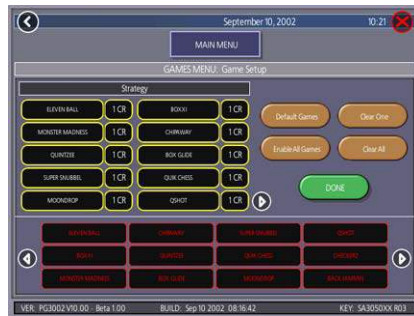 September 10, 2002 10:21
MAIN MENU
GAMES MENU: Game Setup
Strategy
ELEVEN BALL 1 CR BOXXI 1 CR
Default Games Clear One
MONSTER MADNESS 1 CR CHIPAWAY 1 CR
QUINTZEE 1 CR BOX GLIDE 1 CR
Enable All Games Clear All
SUPER SNUBBEL 1 CR QUIK CHESS 1 CR
DONE
MOONDROP 1 CR QSHOT 1 CR
ELEVEN BALL CHIPAWAY SUPER SNUBBEL QSHOT
BOXXI QUINTZEE QUIK CHESS
MONSTER MADNESS BOX GLIDE MOONDROP
VER: PG3002 V10.00 - Beta 1.00 BUILD: Sep 10 2002 08:16:42 KEY: SA3050XX R03